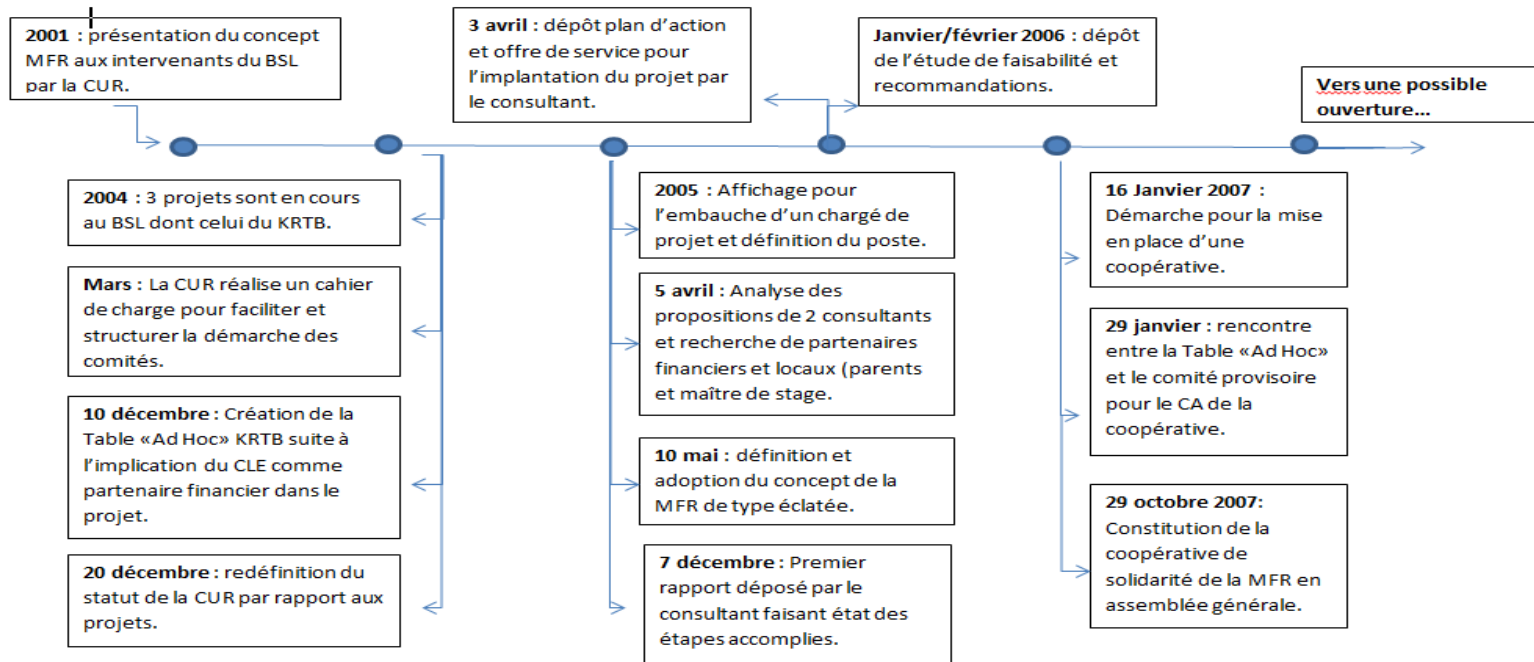 2001 : présentation du concept
MFR aux intervenants du BSL
par la CUR.
3 avril : dépôt plan d’action
et offre de service pour
l’implantation du projet par
le consultant.
Janvier/février 2006 : dépôt
de l’étude de faisabilité et
recommandations.
Vers une possible
ouverture…
2004 : 3 projets sont en cours
au BSL dont celui du KRTB.
Mars : La CUR réalise un cahier
de charge pour faciliter et
structurer la démarche des
comités.
10 décembre : Création de la
Table «Ad Hoc» KRTB suite à
l’implication du CLE comme
partenaire financier dans le
projet.
20 décembre : redéfinition du
statut de la CUR par rapport aux
projets.
2005 : Affichage pour
l’embauche d’un chargé de
projet et définition du poste.
5 avril : Analyse des
propositions de 2 consultants
et recherche de partenaires
financiers et locaux (parents
et maître de stage.
10 mai : définition et
adoption du concept de la
MFR de type éclatée.
7 décembre : Premier
rapport déposé par le
consultant faisant état des
étapes accomplies.
16 Janvier 2007 :
Démarche pour la mise
en place d’une
coopérative.
29 janvier : rencontre
entre la Table «Ad Hoc»
et le comité provisoire
pour le CA de la
coopérative.
29 octobre 2007:
Constitution de la
coopérative de
solidarité de la MFR en
assemblée générale.